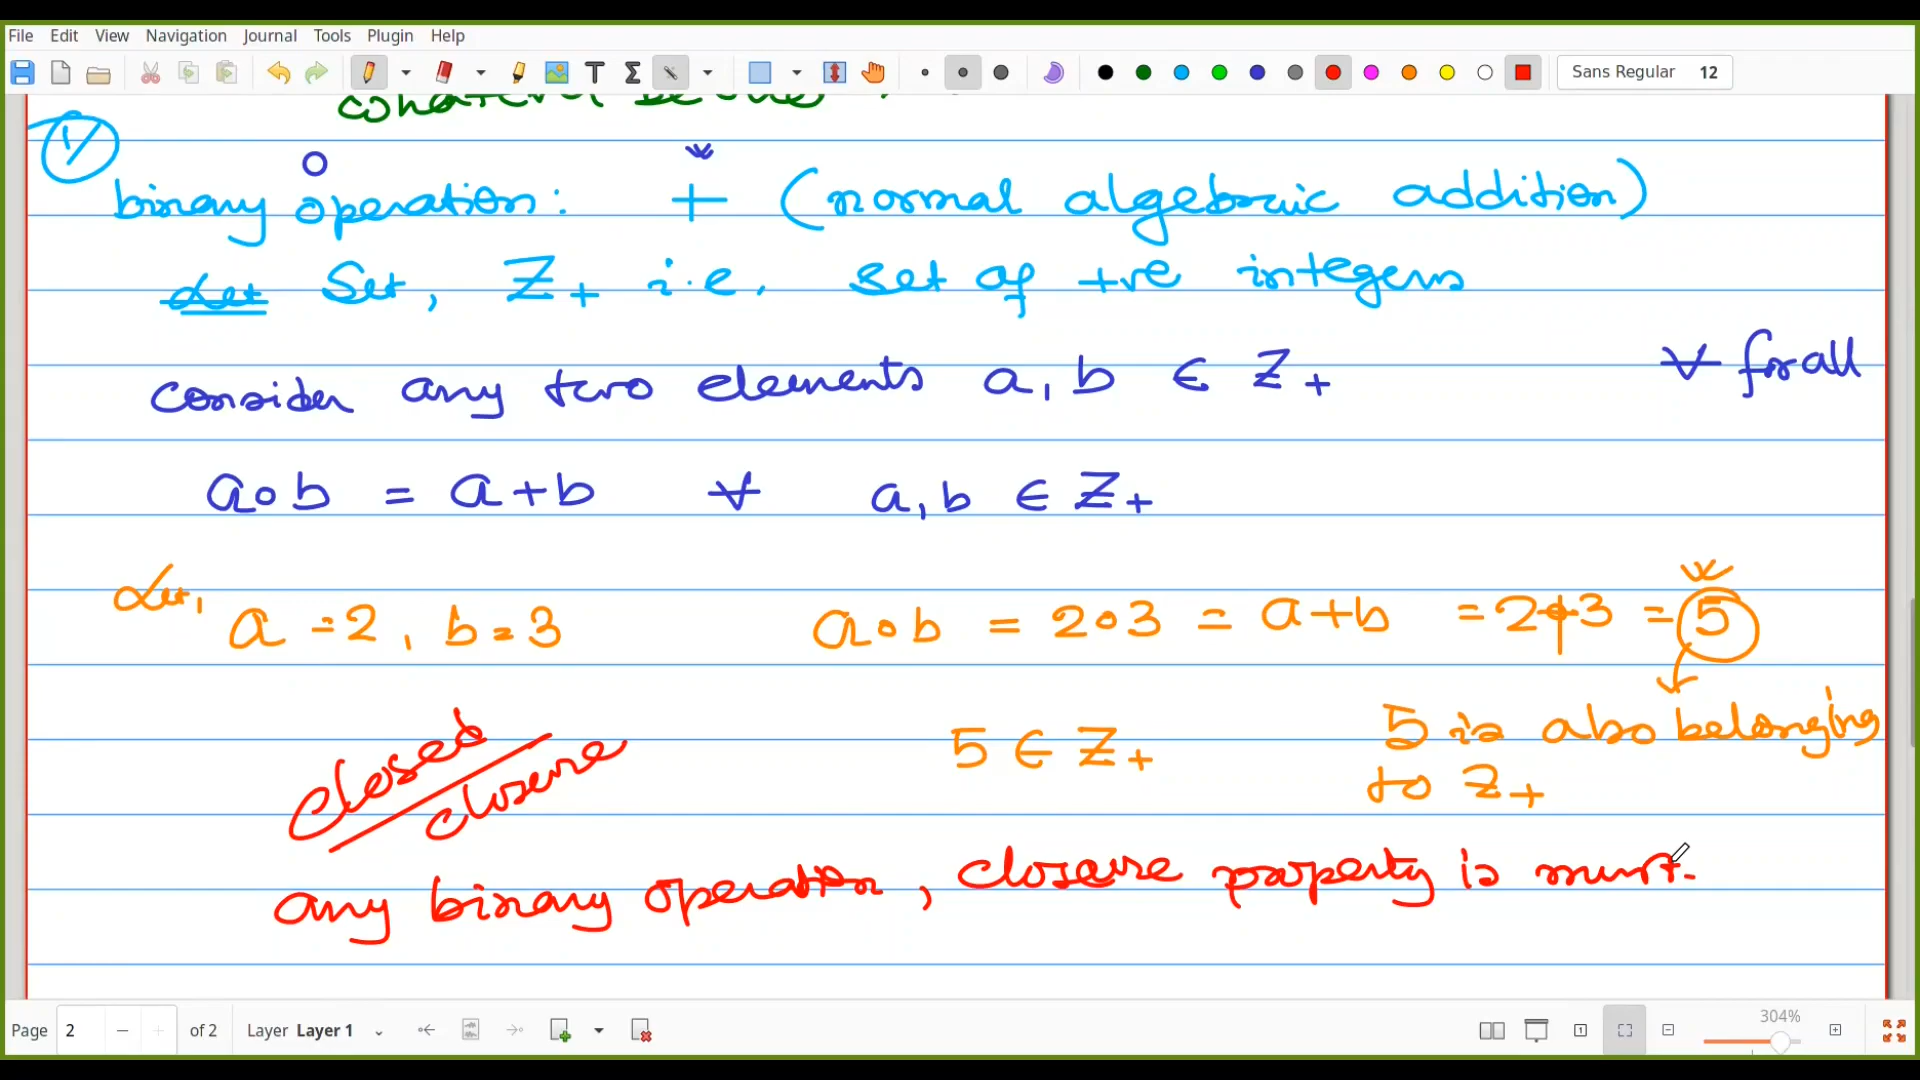 File Edit View Navigation Journal Tools Plugin Help
Sans Regular 12
1
binary operation: + (normal algebraic addition)
Let Set, Z+ i.e. set of +ve integers
consider any two elements a, b ∈ Z+ ∀ for all
a∘b = a+b ∀ a, b ∈ Z+
Let, a = 2, b = 3 a∘b = 2∘3 = a+b = 2+3 = 5
closed 5 ∈ Z+ 5 is also belonging
closure to Z+
any binary operation, closure property is must.
Page 2 of 2 Layer Layer 1 304%